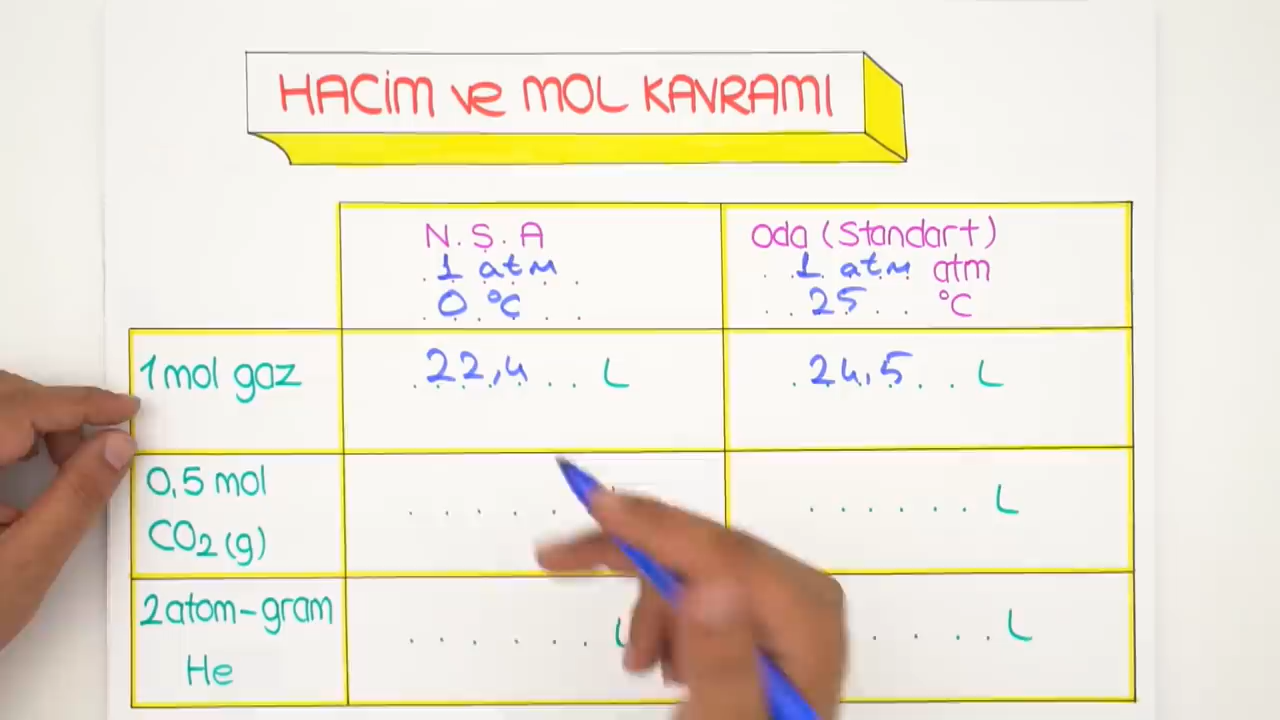 HACİM ve MOL KAVRAMI
N.Ş.A
1 atm
0 °C
Oda (Standart)
1 atm atm
25 °C
1 mol gaz
22,4 L
24,5 L
0,5 mol
CO2 (g)
L
2 atom-gram
He
L
L